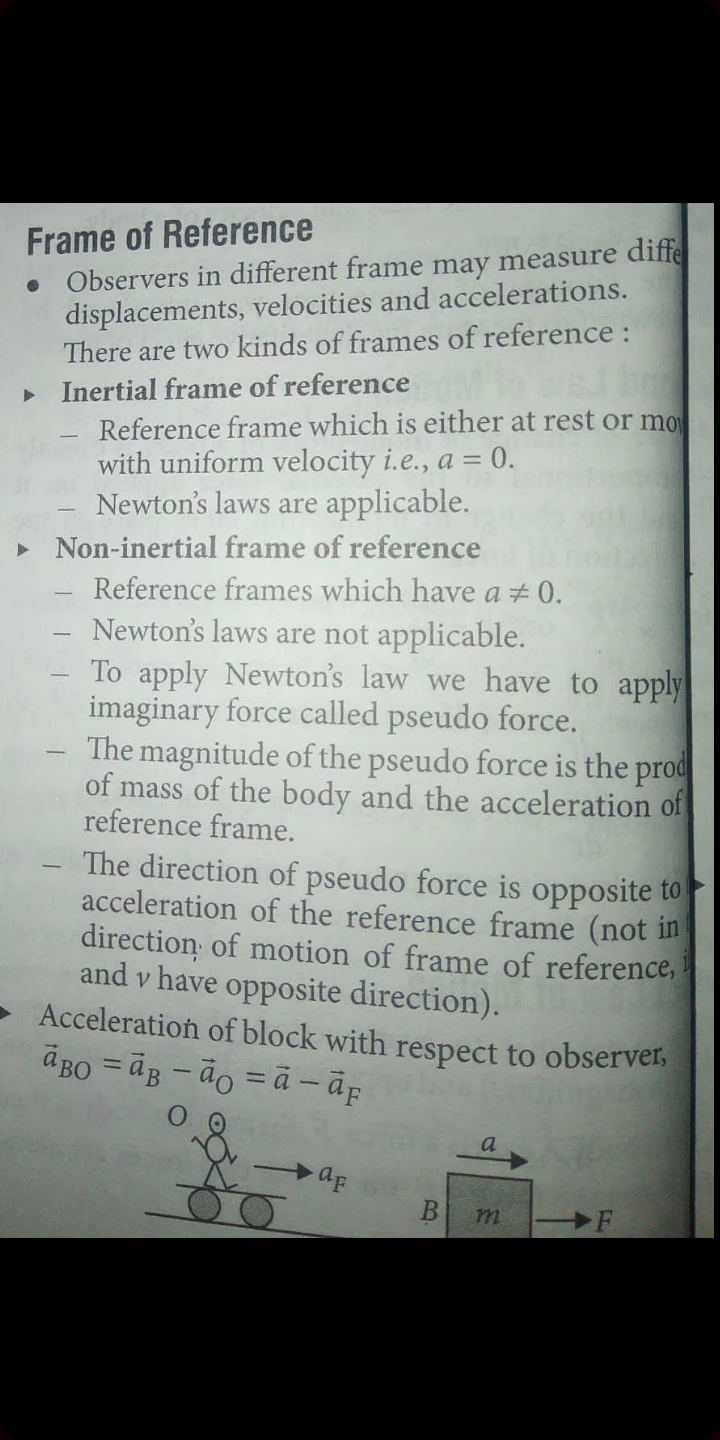 Frame of Reference
• Observers in different frame may measure diffe
displacements, velocities and accelerations.
There are two kinds of frames of reference :
▸ Inertial frame of reference
– Reference frame which is either at rest or mov
with uniform velocity i.e., a = 0.
– Newton's laws are applicable.
▸ Non-inertial frame of reference
– Reference frames which have a ≠ 0.
– Newton's laws are not applicable.
– To apply Newton's law we have to apply
imaginary force called pseudo force.
– The magnitude of the pseudo force is the prod
of mass of the body and the acceleration of
reference frame.
– The direction of pseudo force is opposite to
acceleration of the reference frame (not in
direction of motion of frame of reference,
and v have opposite direction).
▸ Acceleration of block with respect to observer,
a⃗_BO = a⃗_B − a⃗_O = a⃗ − a⃗_F
O
a
a_F
B m F